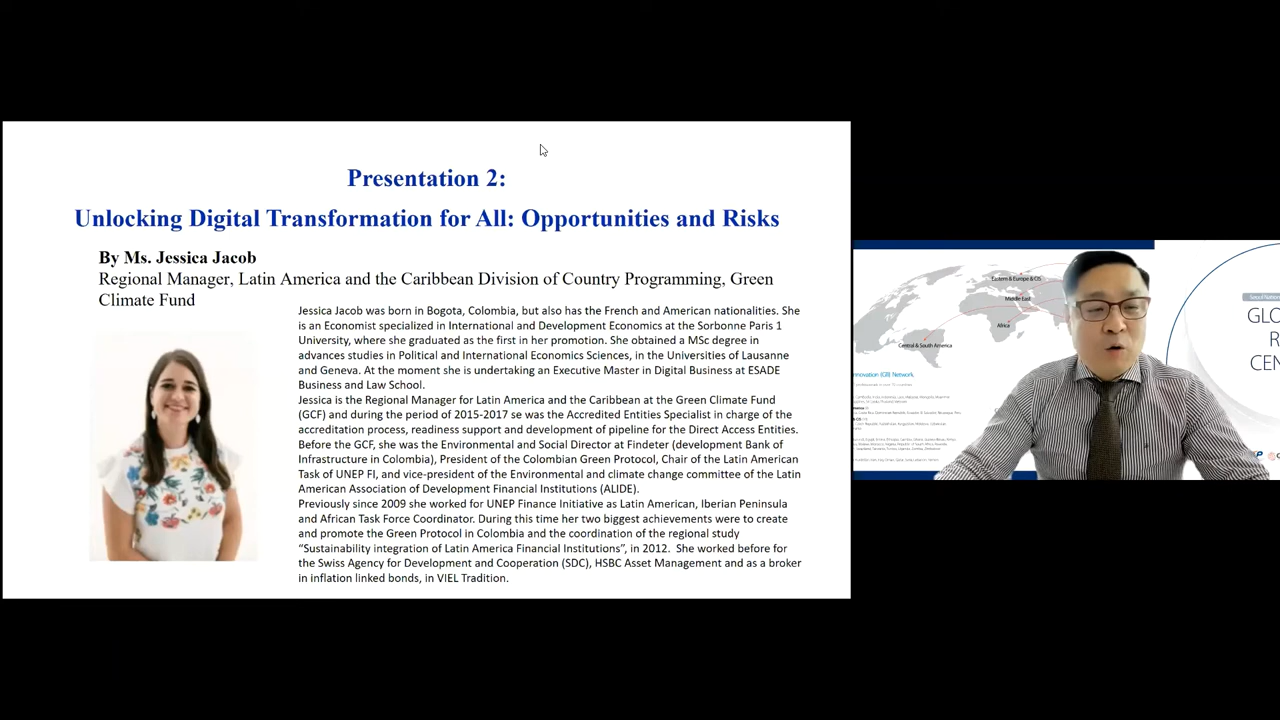 Presentation 2:
Unlocking Digital Transformation for All: Opportunities and Risks
By Ms. Jessica Jacob
Regional Manager, Latin America and the Caribbean Division of Country Programming, Green
Climate Fund
Jessica Jacob was born in Bogota, Colombia, but also has the French and American nationalities. She
is an Economist specialized in International and Development Economics at the Sorbonne Paris 1
University, where she graduated as the first in her promotion. She obtained a MSc degree in
advances studies in Political and International Economics Sciences, in the Universities of Lausanne
and Geneva. At the moment she is undertaking an Executive Master in Digital Business at ESADE
Business and Law School.
Jessica is the Regional Manager for Latin America and the Caribbean at the Green Climate Fund
(GCF) and during the period of 2015-2017 se was the Accredited Entities Specialist in charge of the
accreditation process, readiness support and development of pipeline for the Direct Access Entities.
Before the GCF, she was the Environmental and Social Director at Findeter (development Bank of
Infrastructure in Colombia), President of the Colombian Green Protocol, Chair of the Latin American
Task of UNEP FI, and vice-president of the Environmental and climate change committee of the Latin
American Association of Development Financial Institutions (ALIDE).
Previously since 2009 she worked for UNEP Finance Initiative as Latin American, Iberian Peninsula
and African Task Force Coordinator. During this time her two biggest achievements were to create
and promote the Green Protocol in Colombia and the coordination of the regional study
“Sustainability integration of Latin America Financial Institutions”, in 2012. She worked before for
the Swiss Agency for Development and Cooperation (SDC), HSBC Asset Management and as a broker
in inflation linked bonds, in VIEL Tradition.
Eastern & Europe & CIS
Middle East
Africa
Central & South America
nnovation (GRI) Network
Seoul Nation
GLO
R
CEN